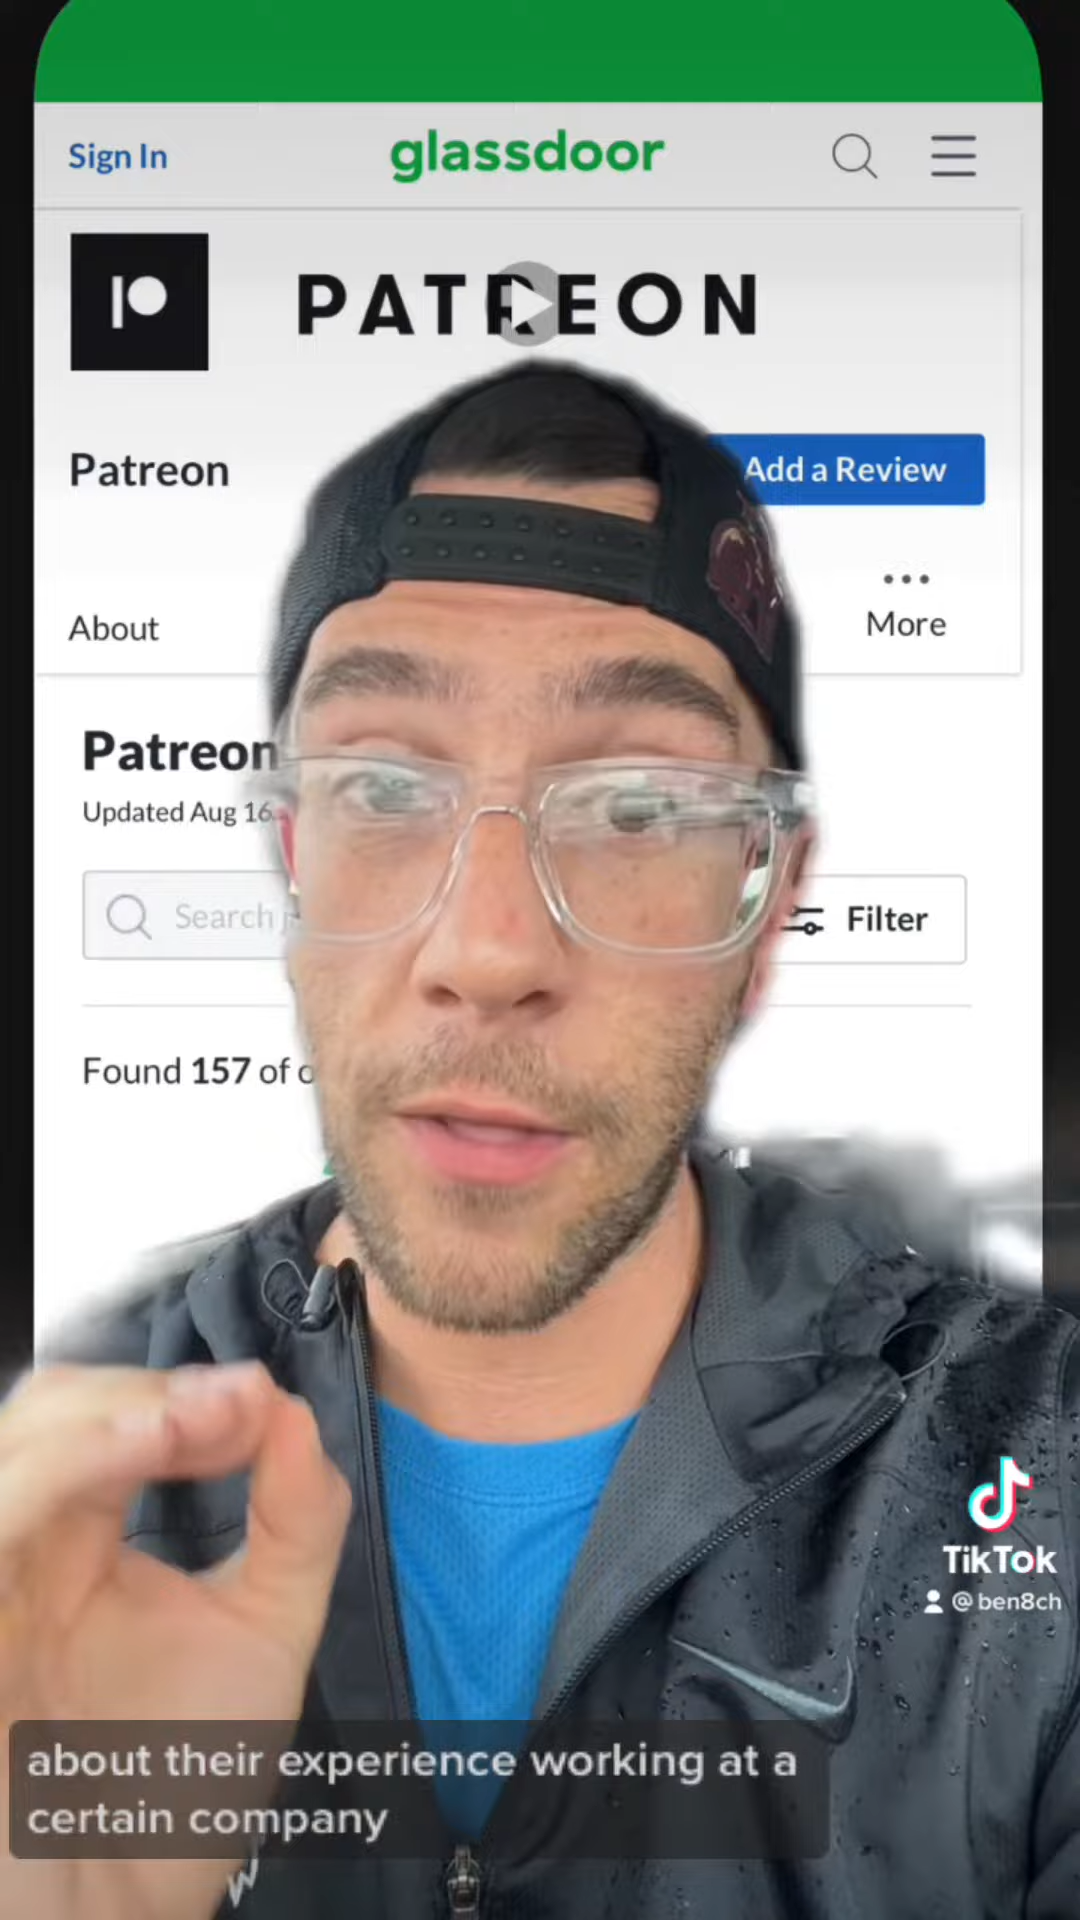 Sign In
glassdoor
PATREON
Patreon
Add a Review
About
More
Patreon
Updated Aug 16
Search
Filter
Found 157 of
TikTok
@ben8ch
about their experience working at a
certain company